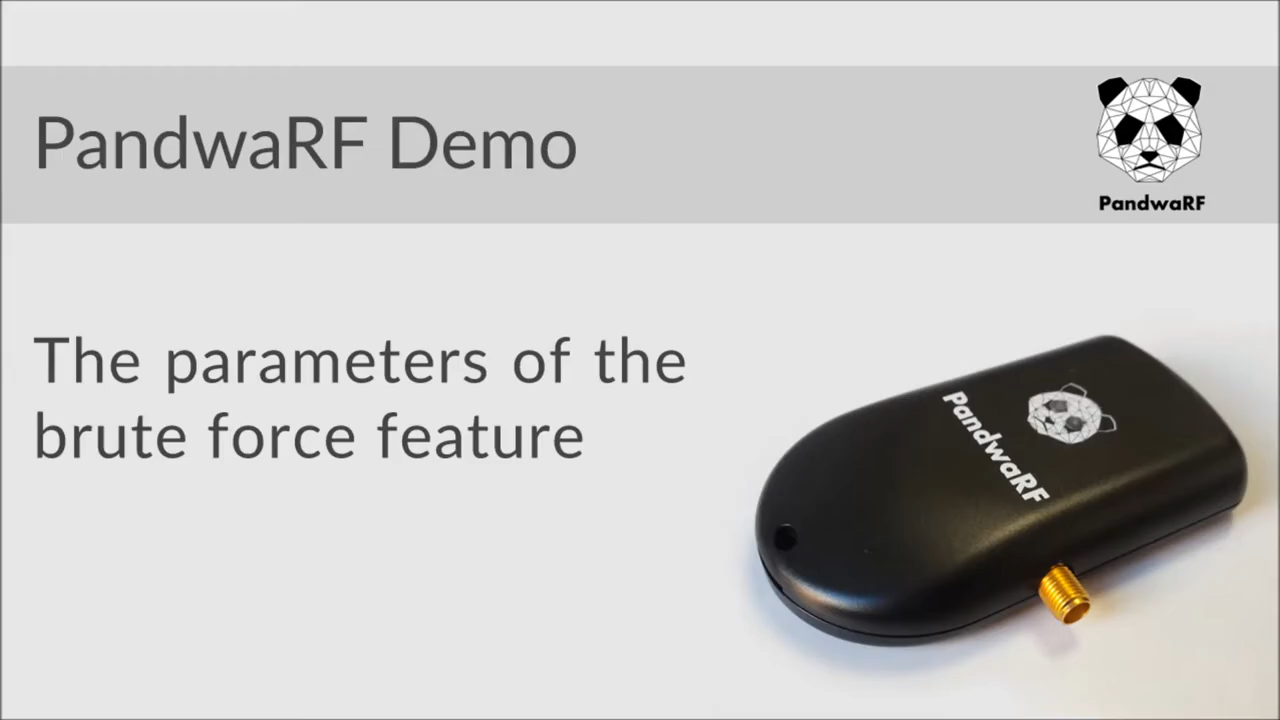 PandwaRF Demo
PandwaRF
The parameters of the
brute force feature
PandwaRF